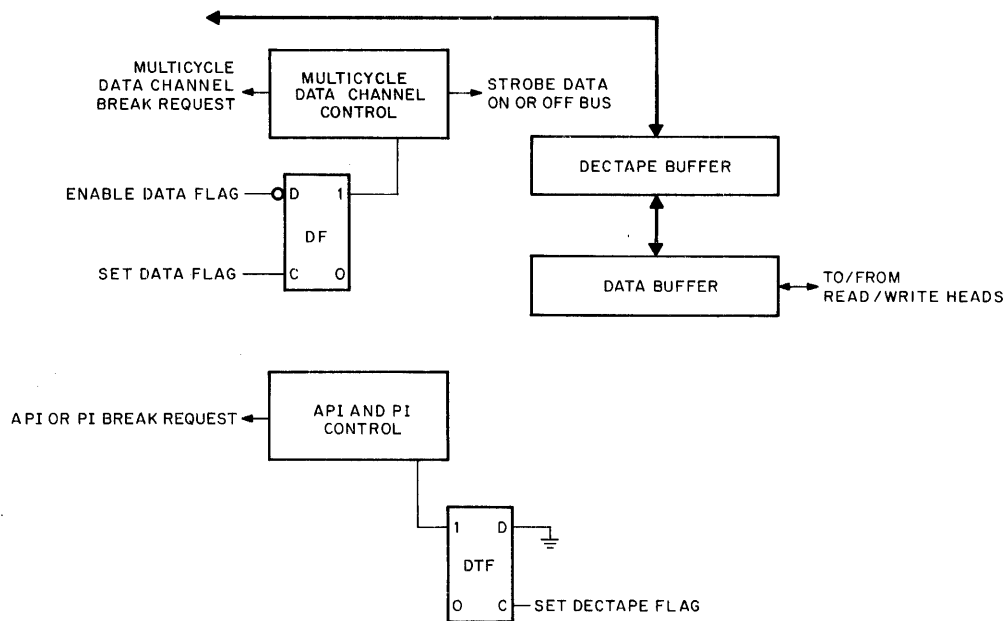 MULTICYCLE
DATA CHANNEL
BREAK REQUEST
MULTICYCLE
DATA CHANNEL
CONTROL
STROBE DATA
ON OR OFF BUS
DECTAPE BUFFER
ENABLE DATA FLAG
D 1
DF
SET DATA FLAG
C 0
DATA BUFFER
TO/FROM
READ/WRITE HEADS
API OR PI BREAK REQUEST
API AND PI
CONTROL
1 D
DTF
0 C
SET DECTAPE FLAG